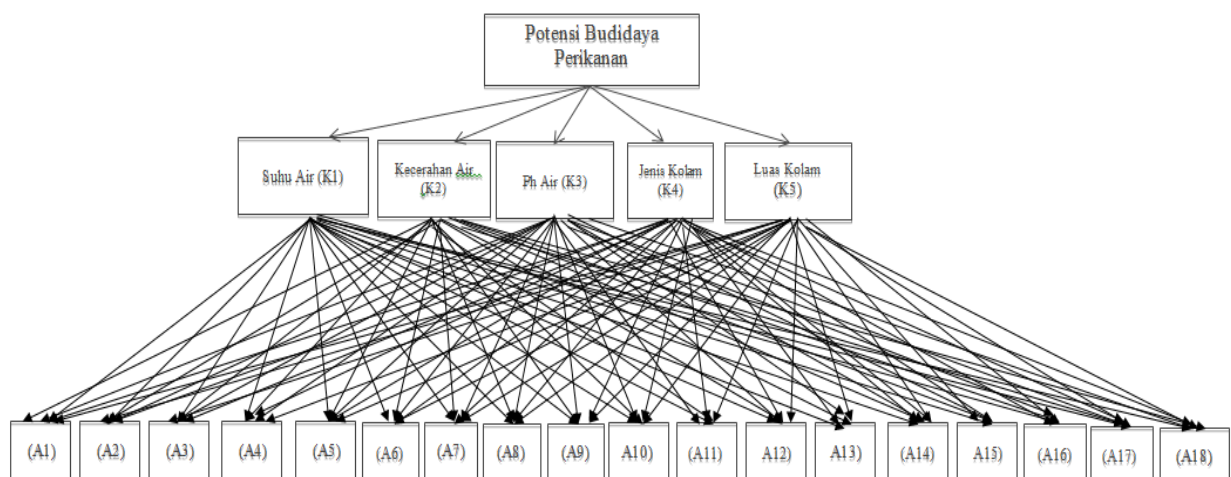 Potensi Budidaya
Perikanan
Suhu Air (K1)
Kecerahan Air
(K2)
Ph Air (K3)
Jenis Kolam
(K4)
Luas Kolam
(K5)
(A1)
(A2)
(A3)
(A4)
(A5)
(A6)
(A7)
(A8)
(A9)
A10)
(A11)
A12)
A13)
(A14)
A15)
(A16)
(A17)
(A18)